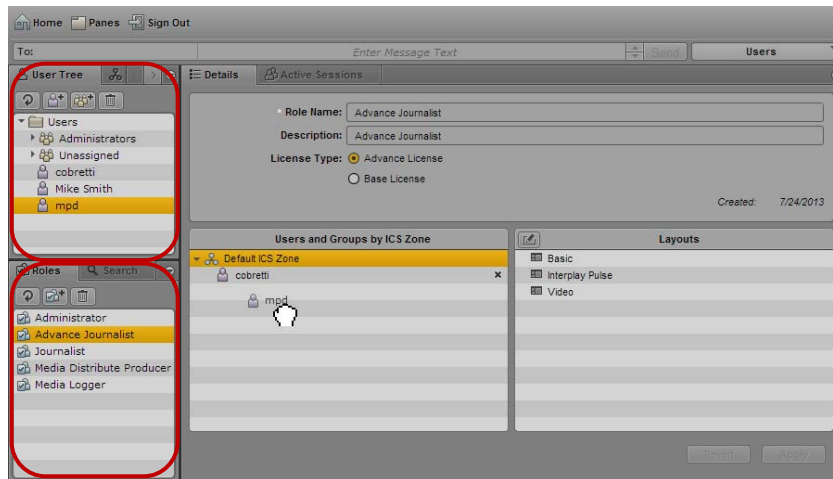 Home Panes Sign Out
To: Enter Message Text Send Users
User Tree
Details Active Sessions
Users
Administrators
Unassigned
cobretti
Mike Smith
mpd
* Role Name: Advance Journalist
Description: Advance Journalist
License Type: Advance License
Base License
Created: 7/24/2013
Roles Search
Administrator
Advance Journalist
Journalist
Media Distribute Producer
Media Logger
Users and Groups by ICS Zone
Default ICS Zone
cobretti x
mpd
Layouts
Basic
Interplay Pulse
Video
Revert Apply